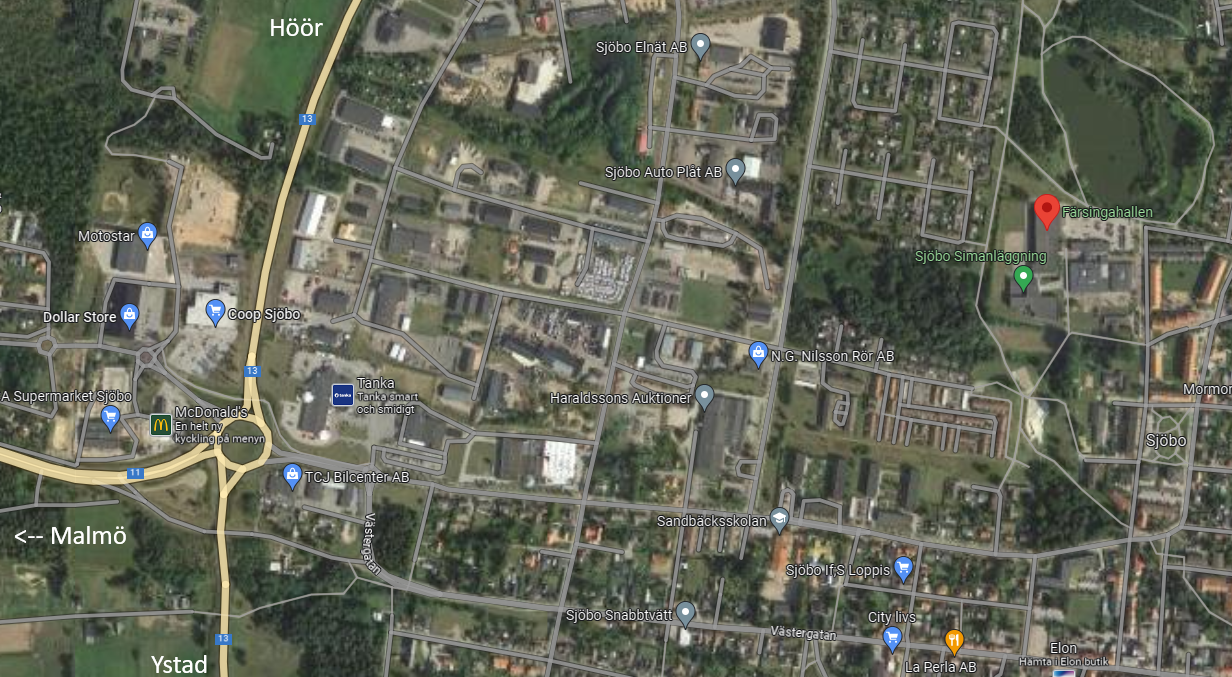 Höör
Sjöbo Elnät AB
13
Sjöbo Auto Plåt AB
Färsingahallen
Motostar
Sjöbo Simanläggning
Dollar Store
Coop Sjöbo
N.G. Nilsson Rör AB
13
A Supermarket Sjöbo
Tanka
Tanka smart
och smidigt
tanka
Haraldssons Auktioner
Mormor
McDonald's
En helt ny
kyckling på menyn
Sjöbo
11
TCJ Bilcenter AB
<-- Malmö
Västergatan
Sandbäcksskolan
Sjöbo If;S Loppis
Sjöbo Snabbtvätt
City livs
Västergatan
13
Ystad
La Perla AB
Elon
Hämta i Elon butik